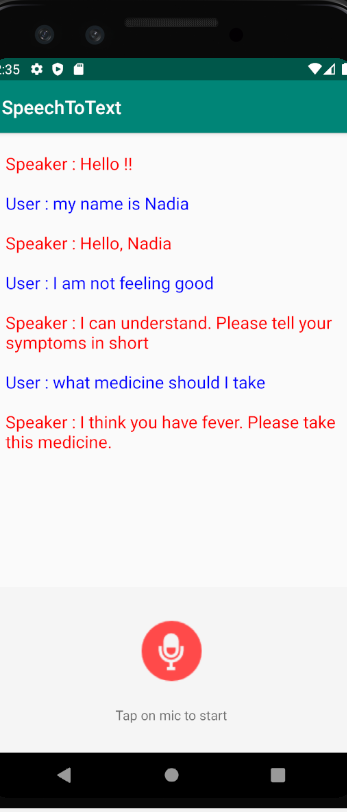 2:35
SpeechToText
Speaker : Hello !!
User : my name is Nadia
Speaker : Hello, Nadia
User : I am not feeling good
Speaker : I can understand. Please tell your
symptoms in short
User : what medicine should I take
Speaker : I think you have fever. Please take
this medicine.
Tap on mic to start